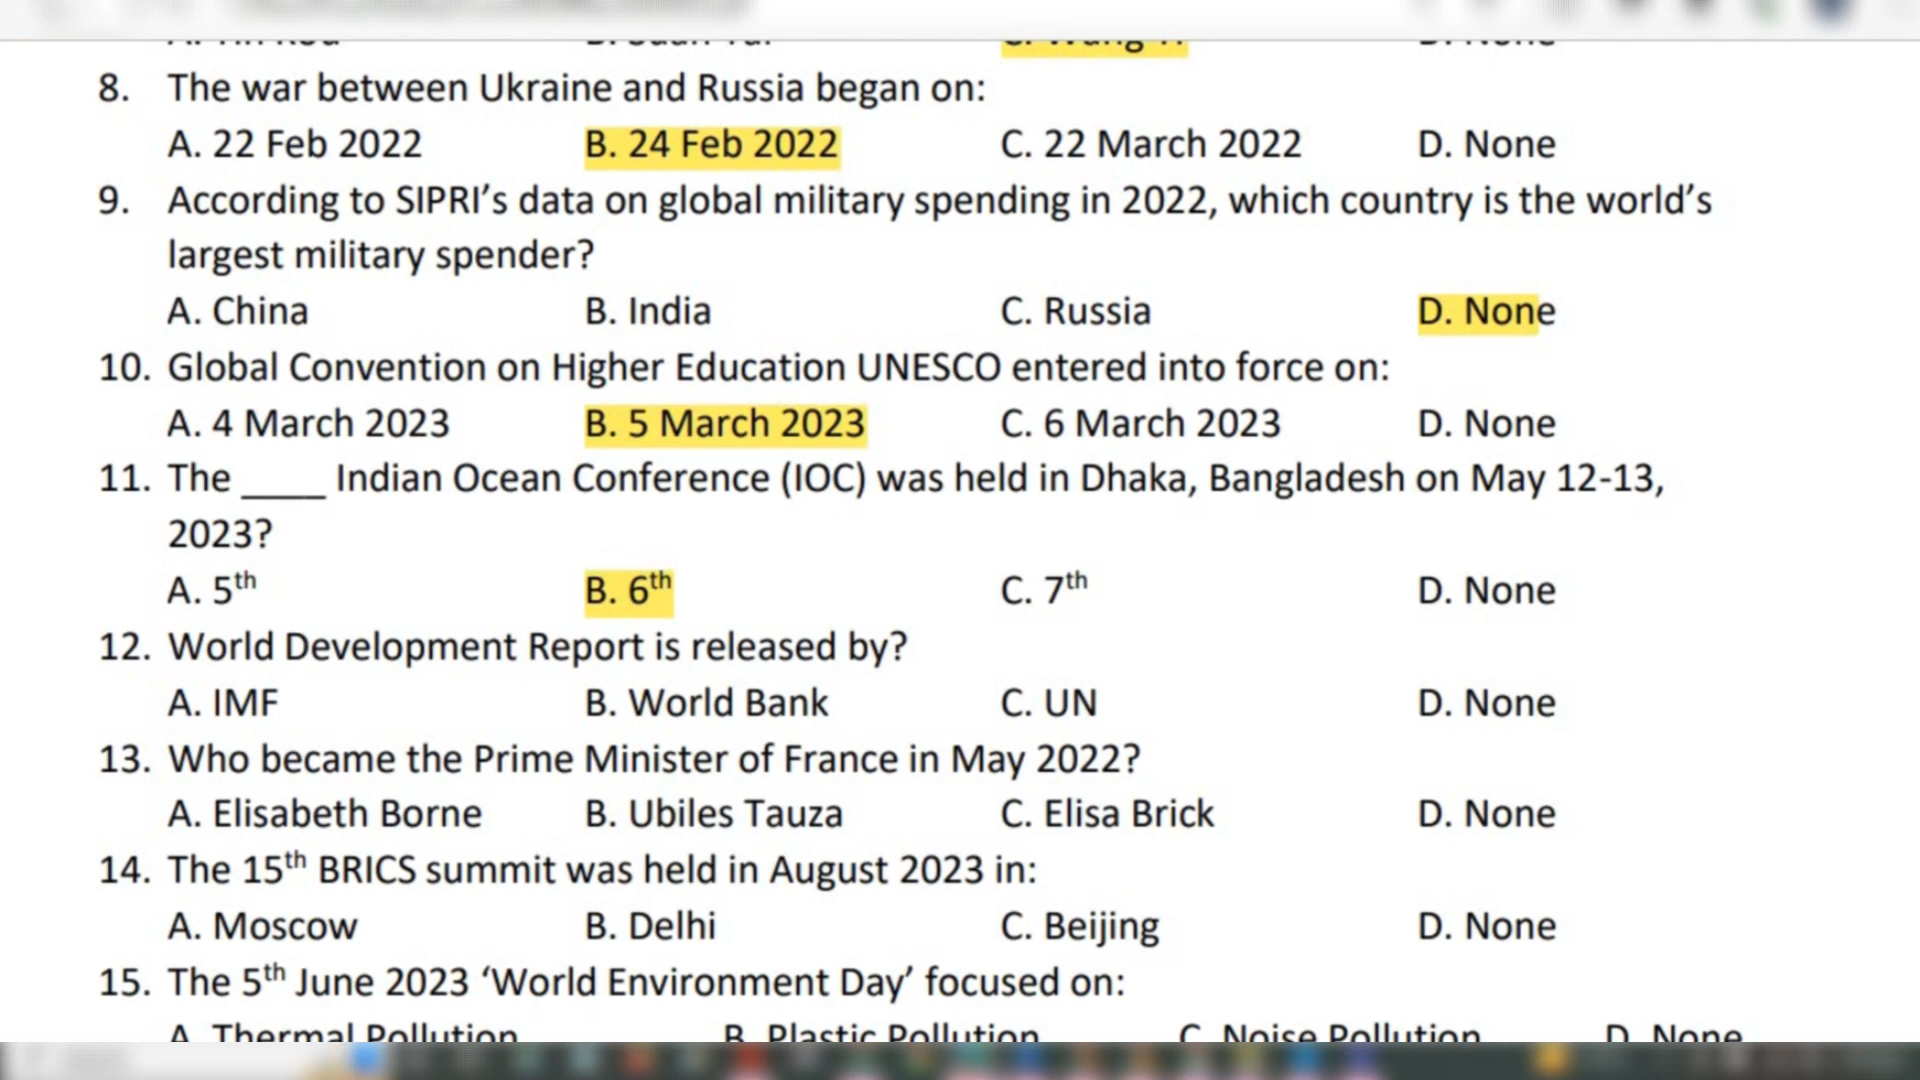 8. The war between Ukraine and Russia began on:
A. 22 Feb 2022 B. 24 Feb 2022 C. 22 March 2022 D. None
9. According to SIPRI’s data on global military spending in 2022, which country is the world’s
largest military spender?
A. China B. India C. Russia D. None
10. Global Convention on Higher Education UNESCO entered into force on:
A. 4 March 2023 B. 5 March 2023 C. 6 March 2023 D. None
11. The ____ Indian Ocean Conference (IOC) was held in Dhaka, Bangladesh on May 12-13,
2023?
A. 5th B. 6th C. 7th D. None
12. World Development Report is released by?
A. IMF B. World Bank C. UN D. None
13. Who became the Prime Minister of France in May 2022?
A. Elisabeth Borne B. Ubiles Tauza C. Elisa Brick D. None
14. The 15th BRICS summit was held in August 2023 in:
A. Moscow B. Delhi C. Beijing D. None
15. The 5th June 2023 ‘World Environment Day’ focused on:
A. Thermal Pollution B. Plastic Pollution C. Noise Pollution D. None